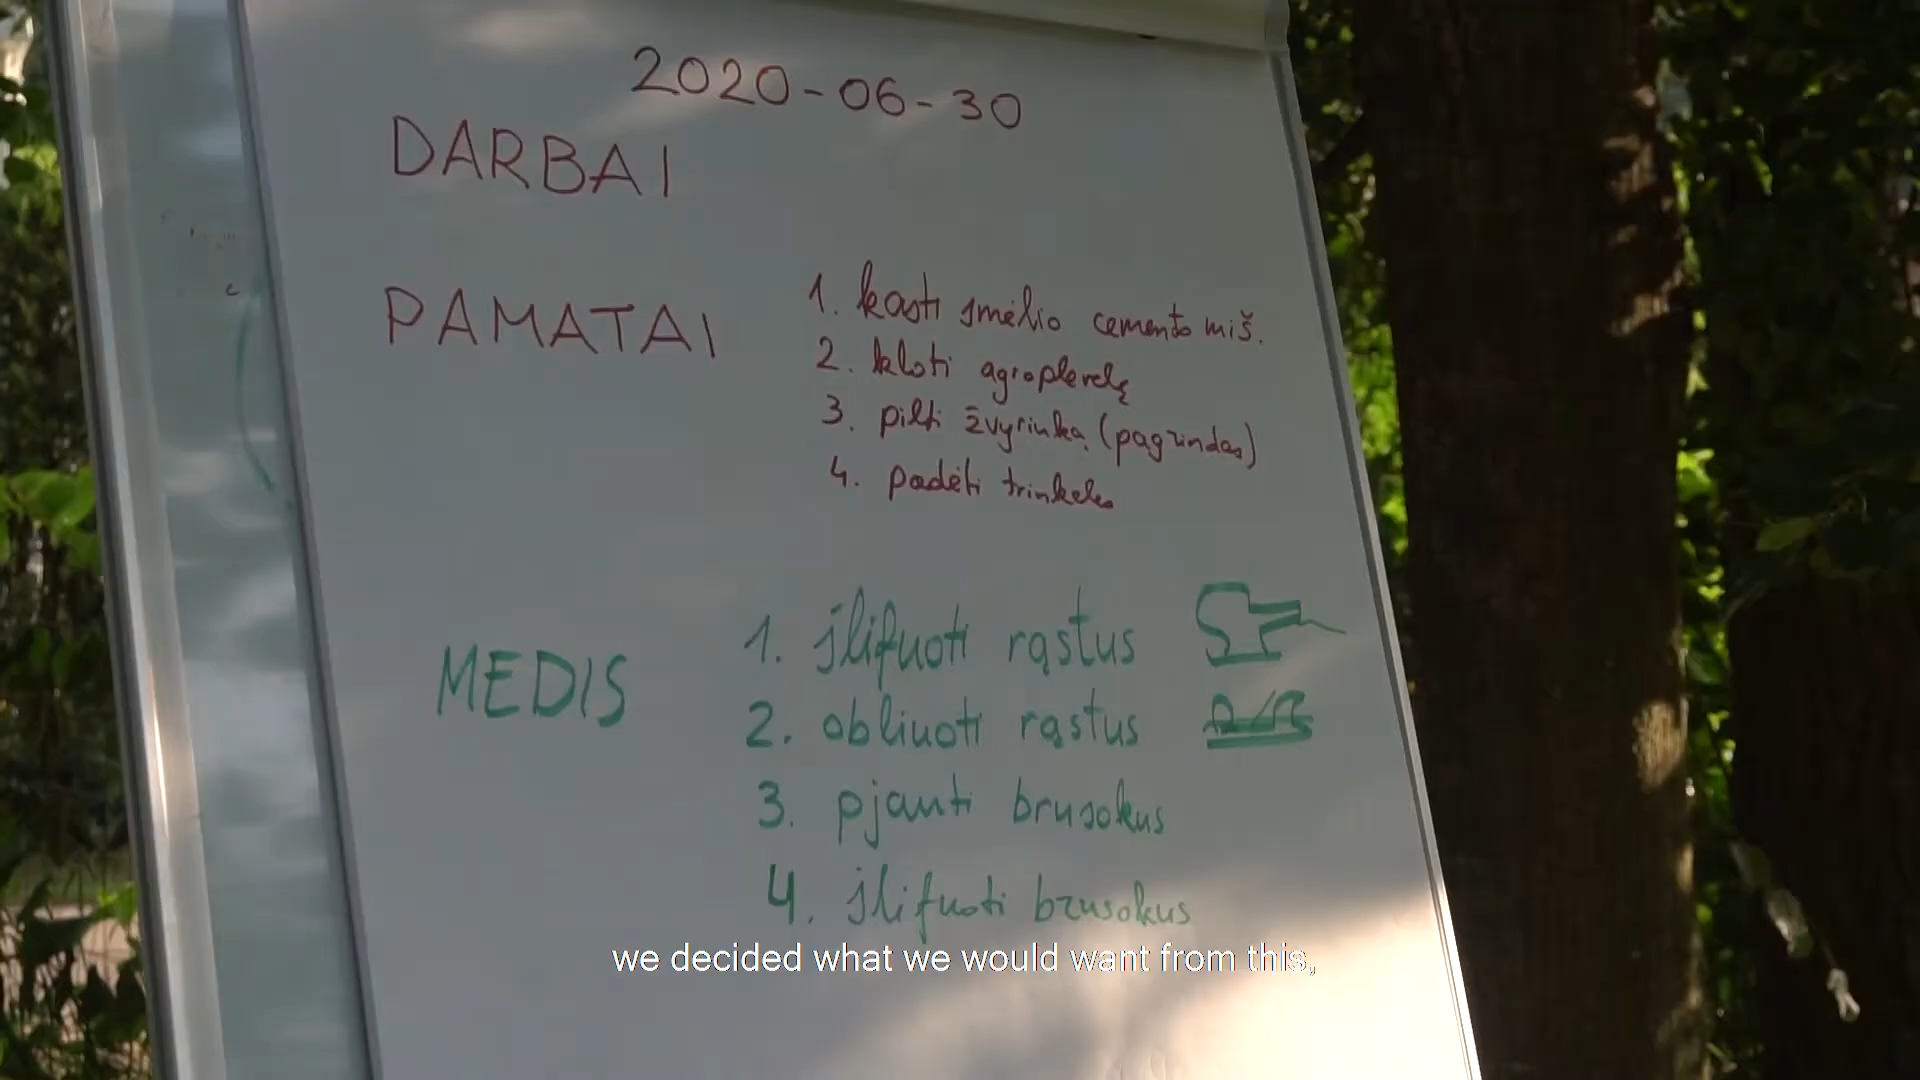 2020-06-30
DARBAI
PAMATAI
1. kasti smėlio cemento miš.
2. kloti agroplėvelę
3. pilti žvyrinką (pagrindas)
4. padėti trinkeles
MEDIS
1. šlifuoti rąstus
2. obliuoti rąstus
3. pjauti brusokus
4. šlifuoti brusokus
we decided what we would want from this,